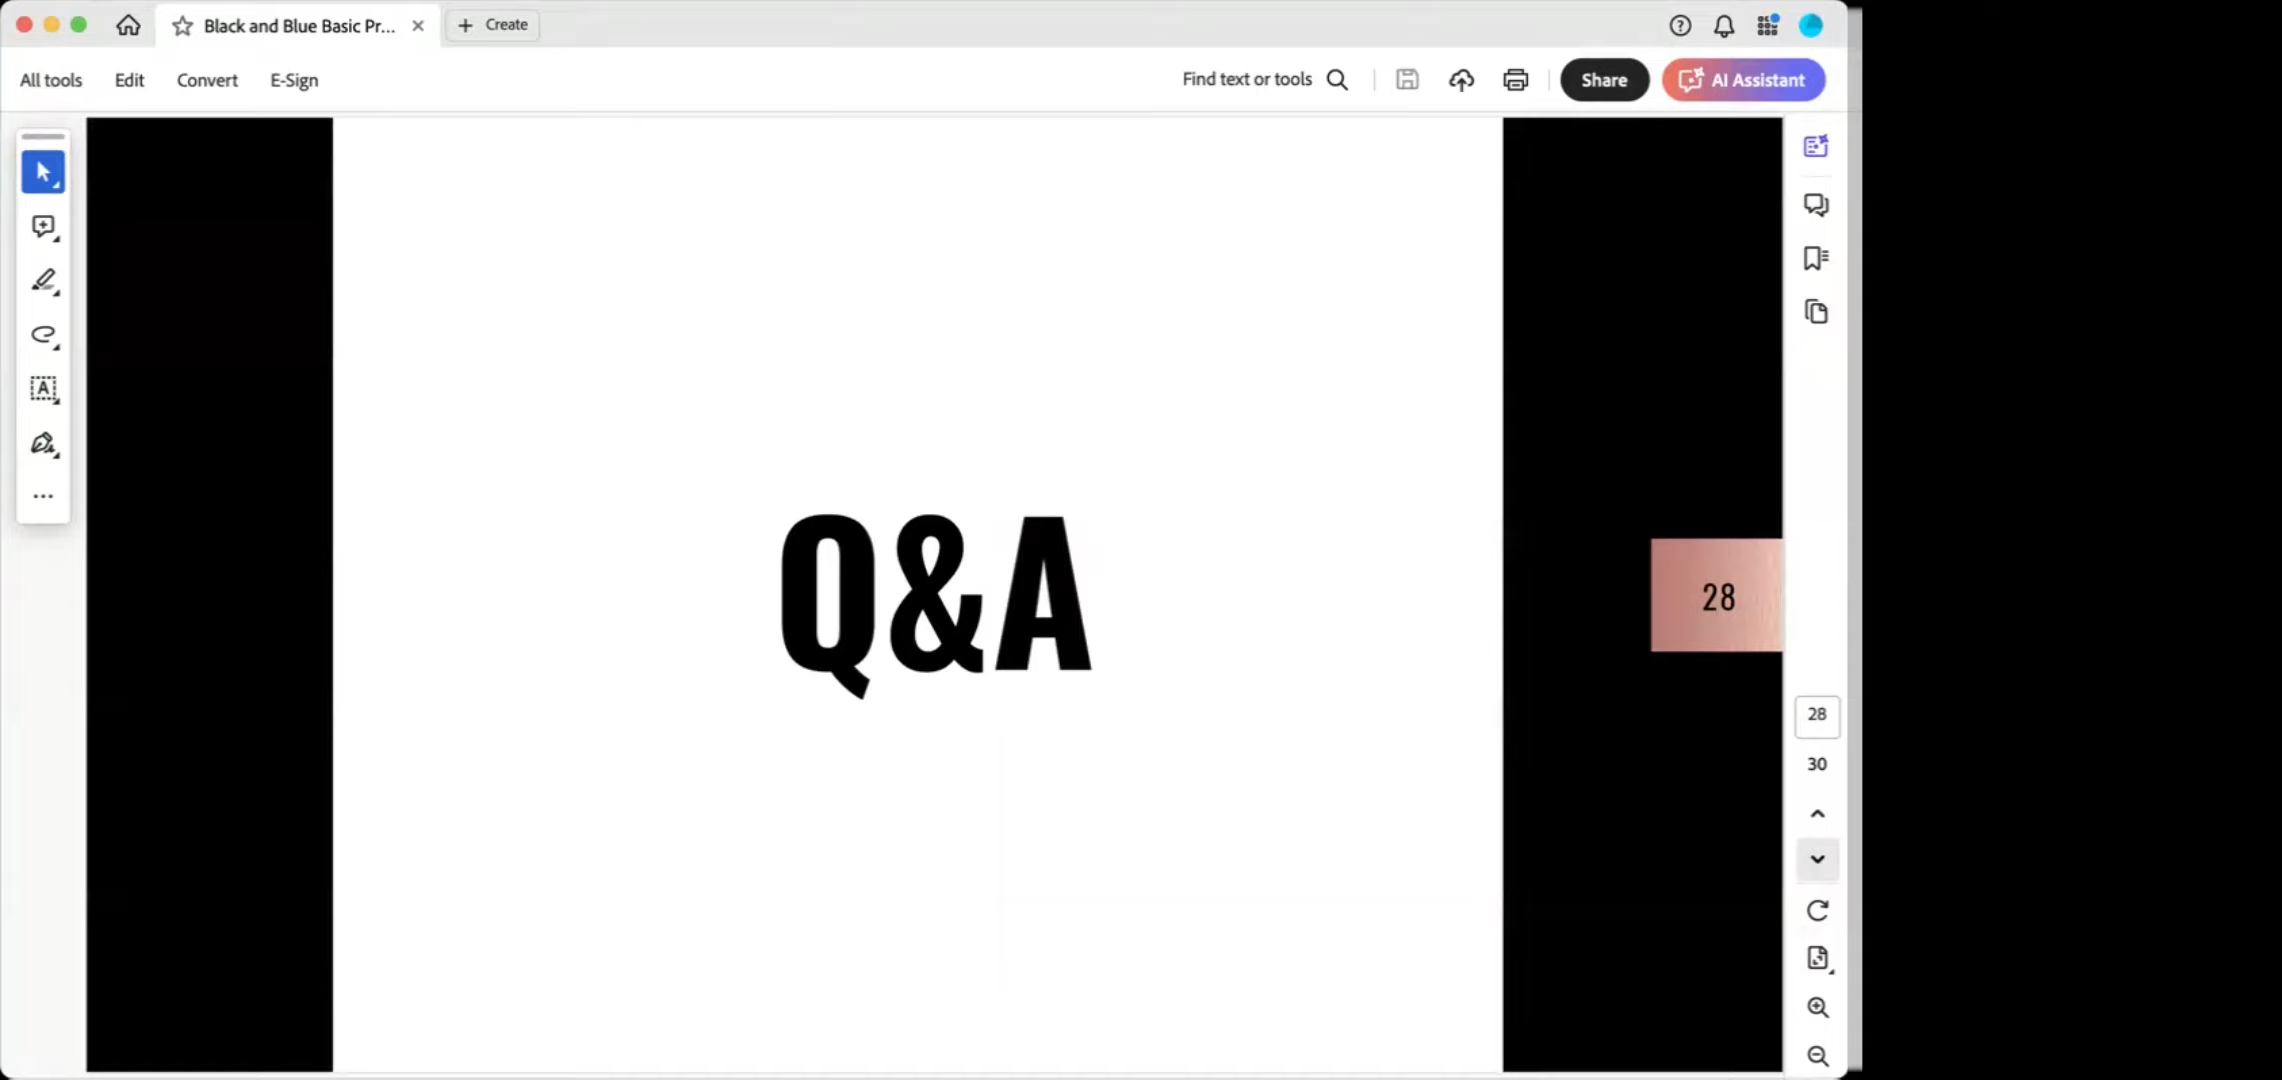 Black and Blue Basic Pr...
Create
All tools
Edit
Convert
E-Sign
Find text or tools
Share
AI Assistant
Q&A
28
28
30